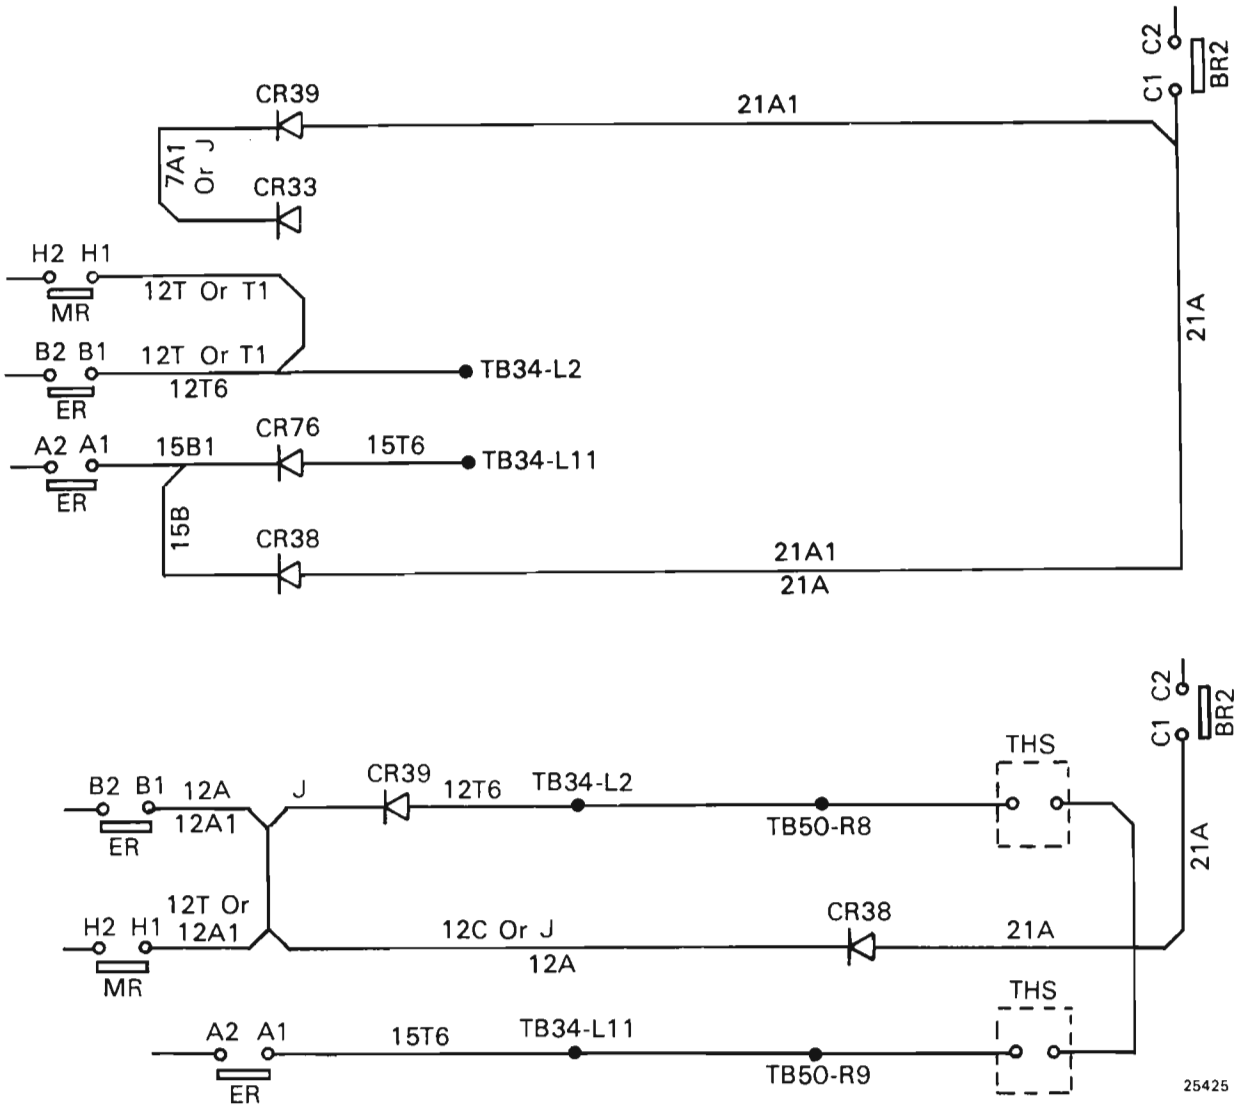 C2
C1
BR2
CR39
21A1
7A1
Or J
CR33
H2 H1
12T Or T1
MR
21A
B2 B1
12T Or T1
12T6
TB34-L2
ER
CR76
A2 A1
15B1
15T6
TB34-L11
ER
15B
CR38
21A1
21A
C2
C1
BR2
THS
B2 B1
12A
J
CR39
12T6
TB34-L2
12A1
TB50-R8
ER
21A
12T Or
12A1
H2 H1
12C Or J
CR38
21A
12A
MR
THS
A2 A1
15T6
TB34-L11
TB50-R9
ER
25425